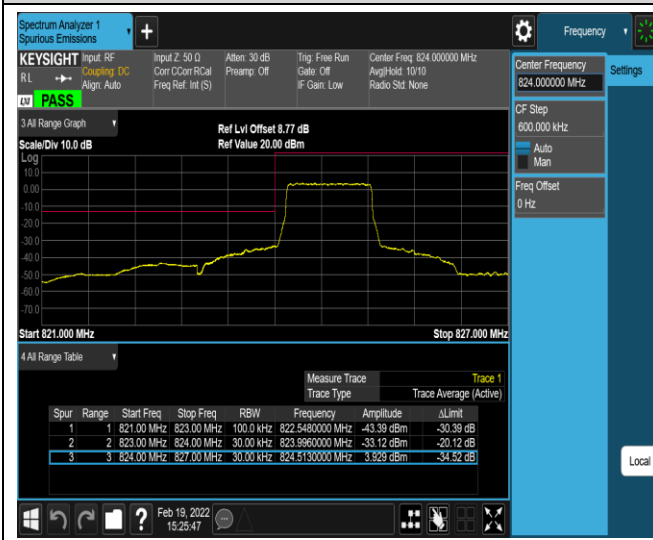 Spectrum Analyzer 1
Spurious Emissions
Frequency
KEYSIGHT Input: RF Input Z: 50 Ω Atten: 30 dB Trig: Free Run Center Freq: 824.000000 MHz
RL Coupling: DC Corr CCorr RCal Preamp: Off Gate: Off Avg|Hold: 10/10
Align: Auto Freq Ref: Int (S) IF Gain: Low Radio Std: None
LXI PASS
Center Frequency
824.000000 MHz
Settings
CF Step
600.000 kHz
Auto
Man
Freq Offset
0 Hz
3 All Range Graph
Ref Lvl Offset 8.77 dB
Scale/Div 10.0 dB Ref Value 20.00 dBm
Log
10.0
0.00
-10.0
-20.0
-30.0
-40.0
-50.0
-60.0
-70.0
Start 821.000 MHz Stop 827.000 MHz
4 All Range Table
Measure Trace Trace 1
Trace Type Trace Average (Active)
Spur Range Start Freq Stop Freq RBW Frequency Amplitude ΔLimit
1 1 821.00 MHz 823.00 MHz 100.0 kHz 822.5480000 MHz -43.39 dBm -30.39 dB
2 2 823.00 MHz 824.00 MHz 30.00 kHz 823.9960000 MHz -33.12 dBm -20.12 dB
3 3 824.00 MHz 827.00 MHz 30.00 kHz 824.5130000 MHz 3.929 dBm -34.52 dB
Local
Feb 19, 2022
15:25:47